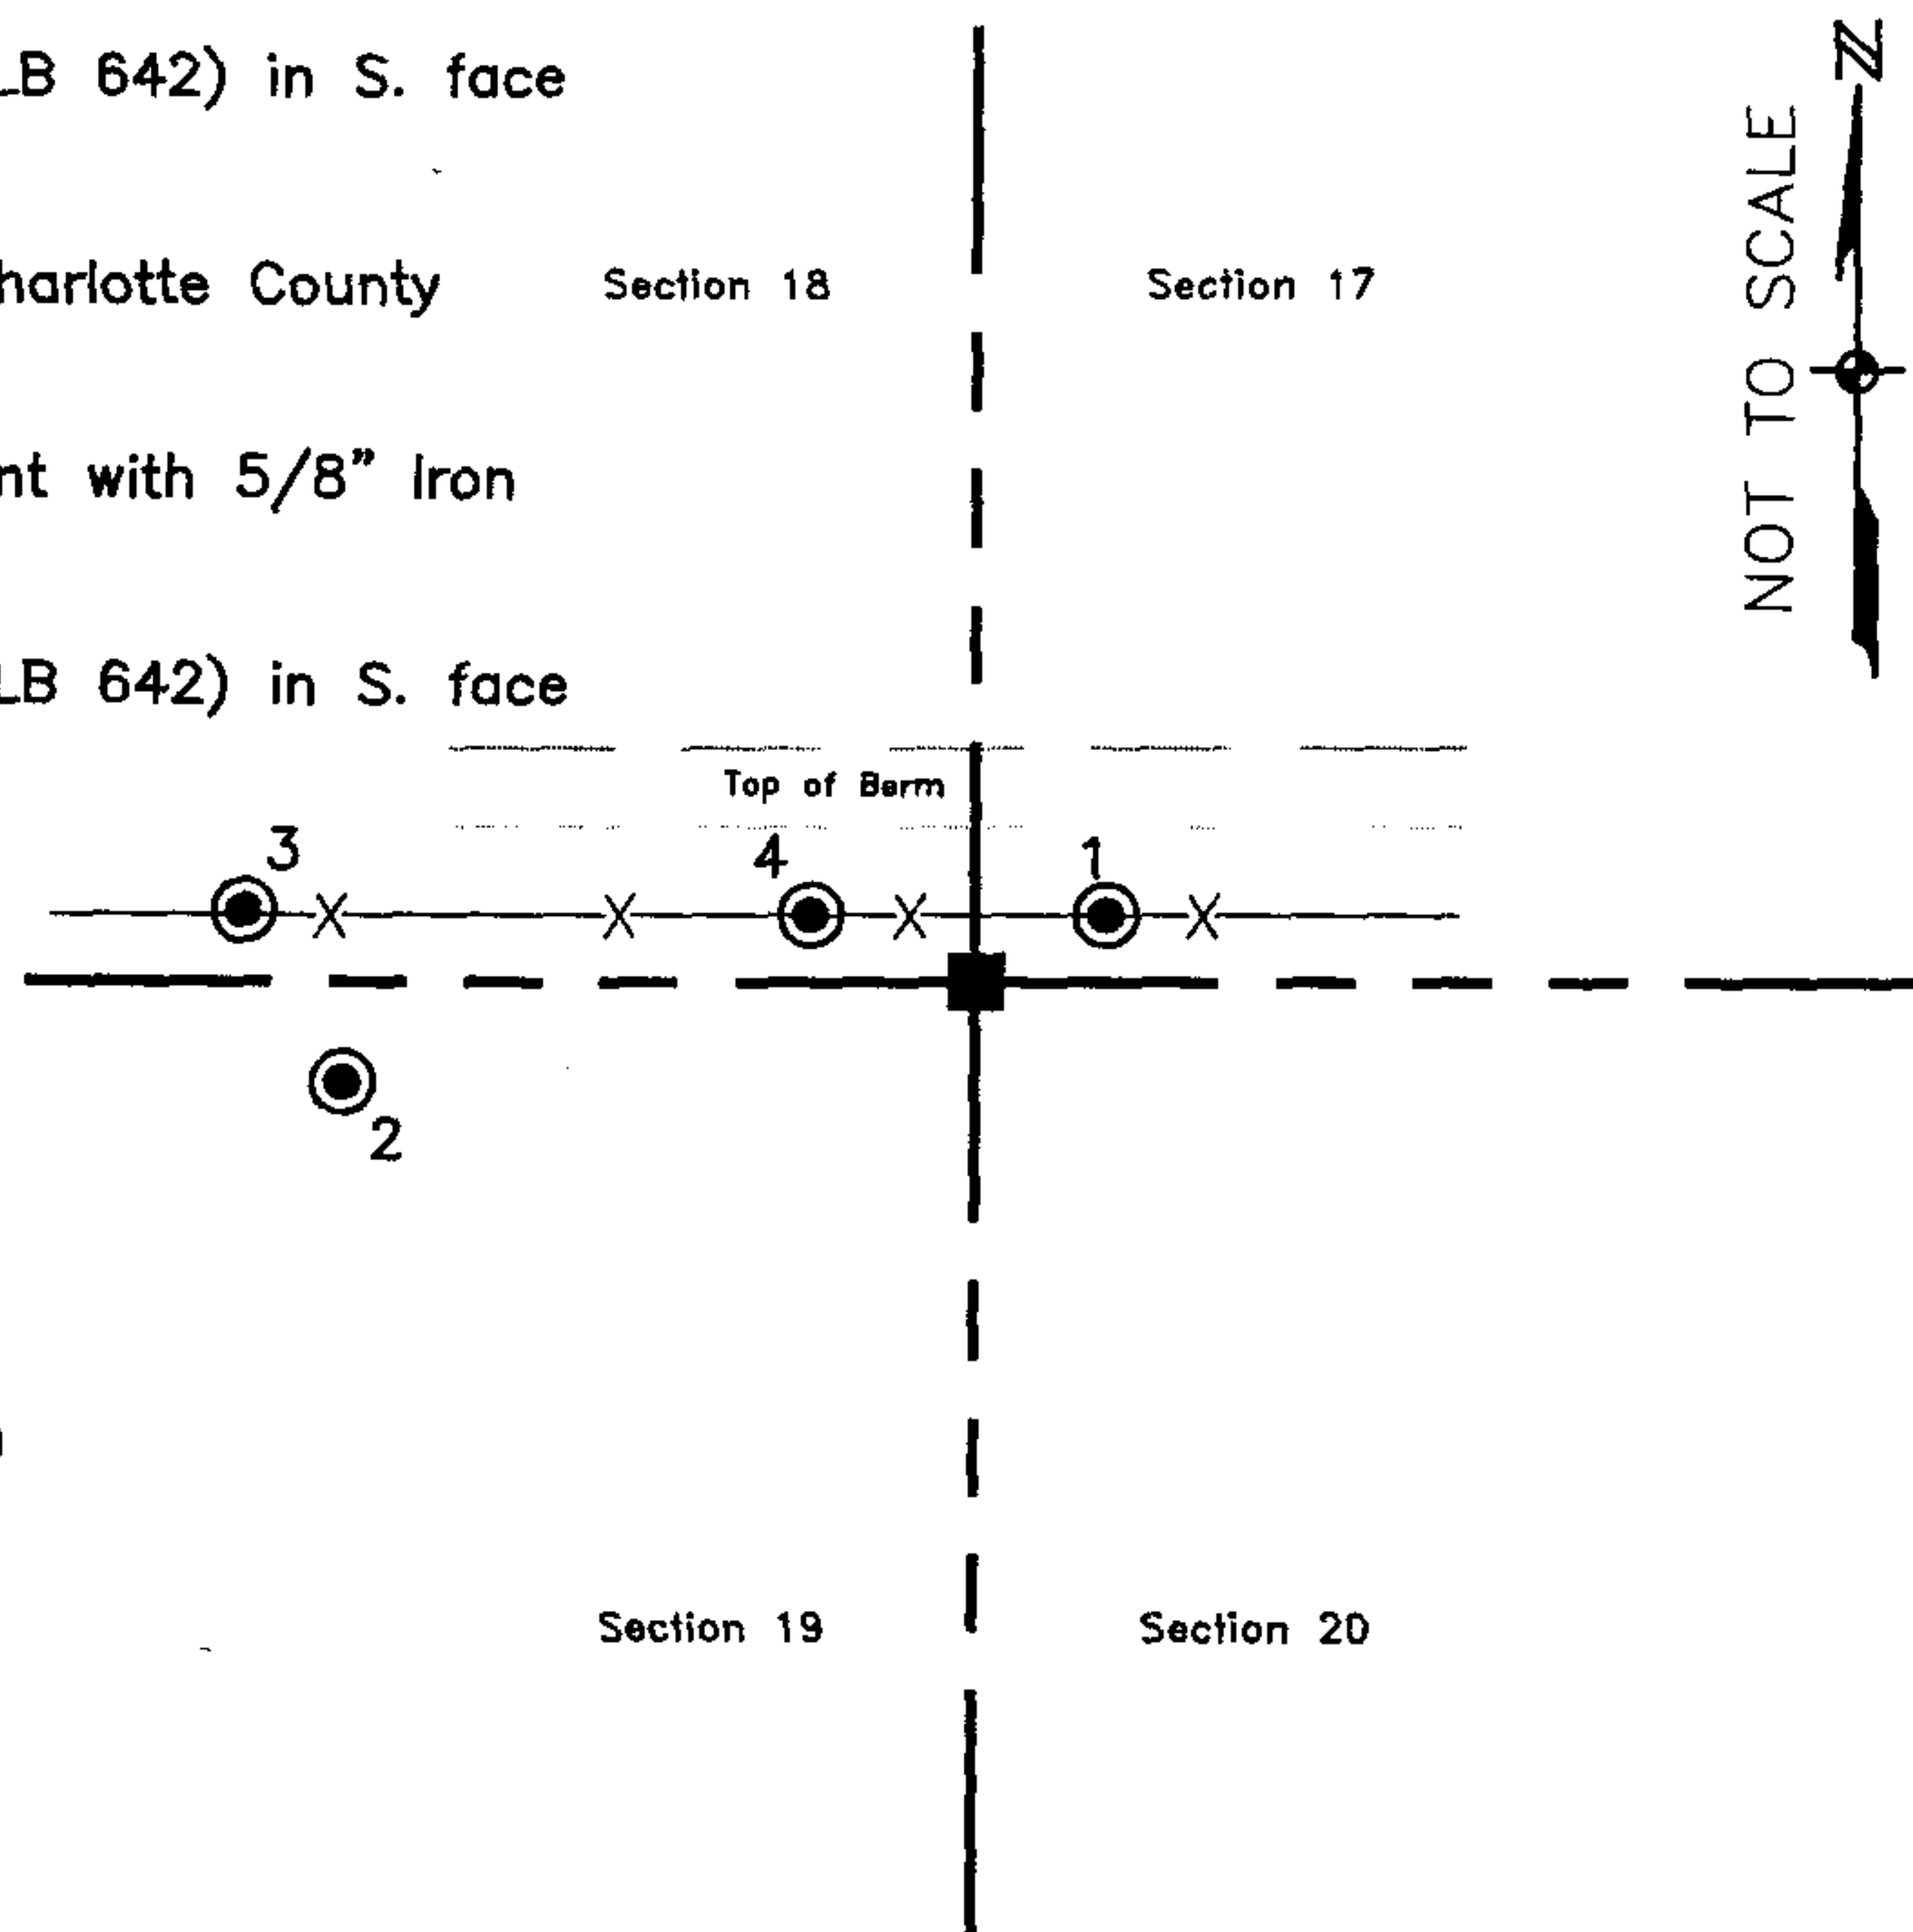 LB 642) in S. face
harlotte County
nt with 5/8" Iron
LB 642) in S. face
Section 18
Section 17
N
NOT TO SCALE
Top of Berm
3
4
1
2
Section 19
Section 20